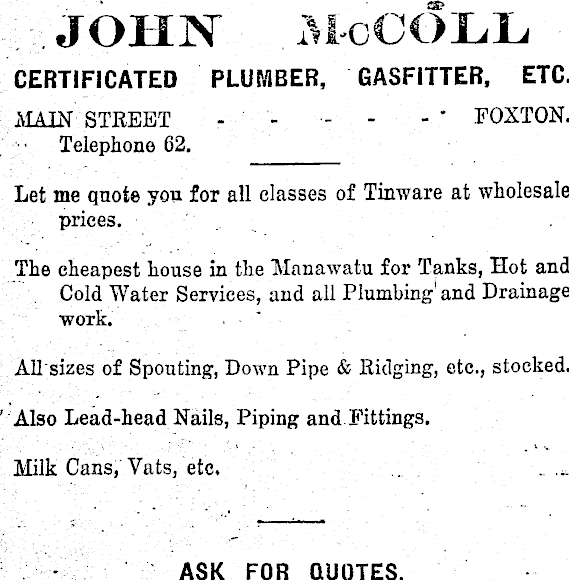 JOHN McCOLL
CERTIFICATED PLUMBER, GASFITTER, ETC.
MAIN STREET - - - - - FOXTON.
Telephone 62.
Let me quote you for all classes of Tinware at wholesale
prices.
The cheapest house in the Manawatu for Tanks, Hot and
Cold Water Services, and all Plumbing and Drainage
work.
All sizes of Spouting, Down Pipe & Ridging, etc., stocked.
Also Lead-head Nails, Piping and Fittings.
Milk Cans, Vats, etc.
ASK FOR QUOTES.